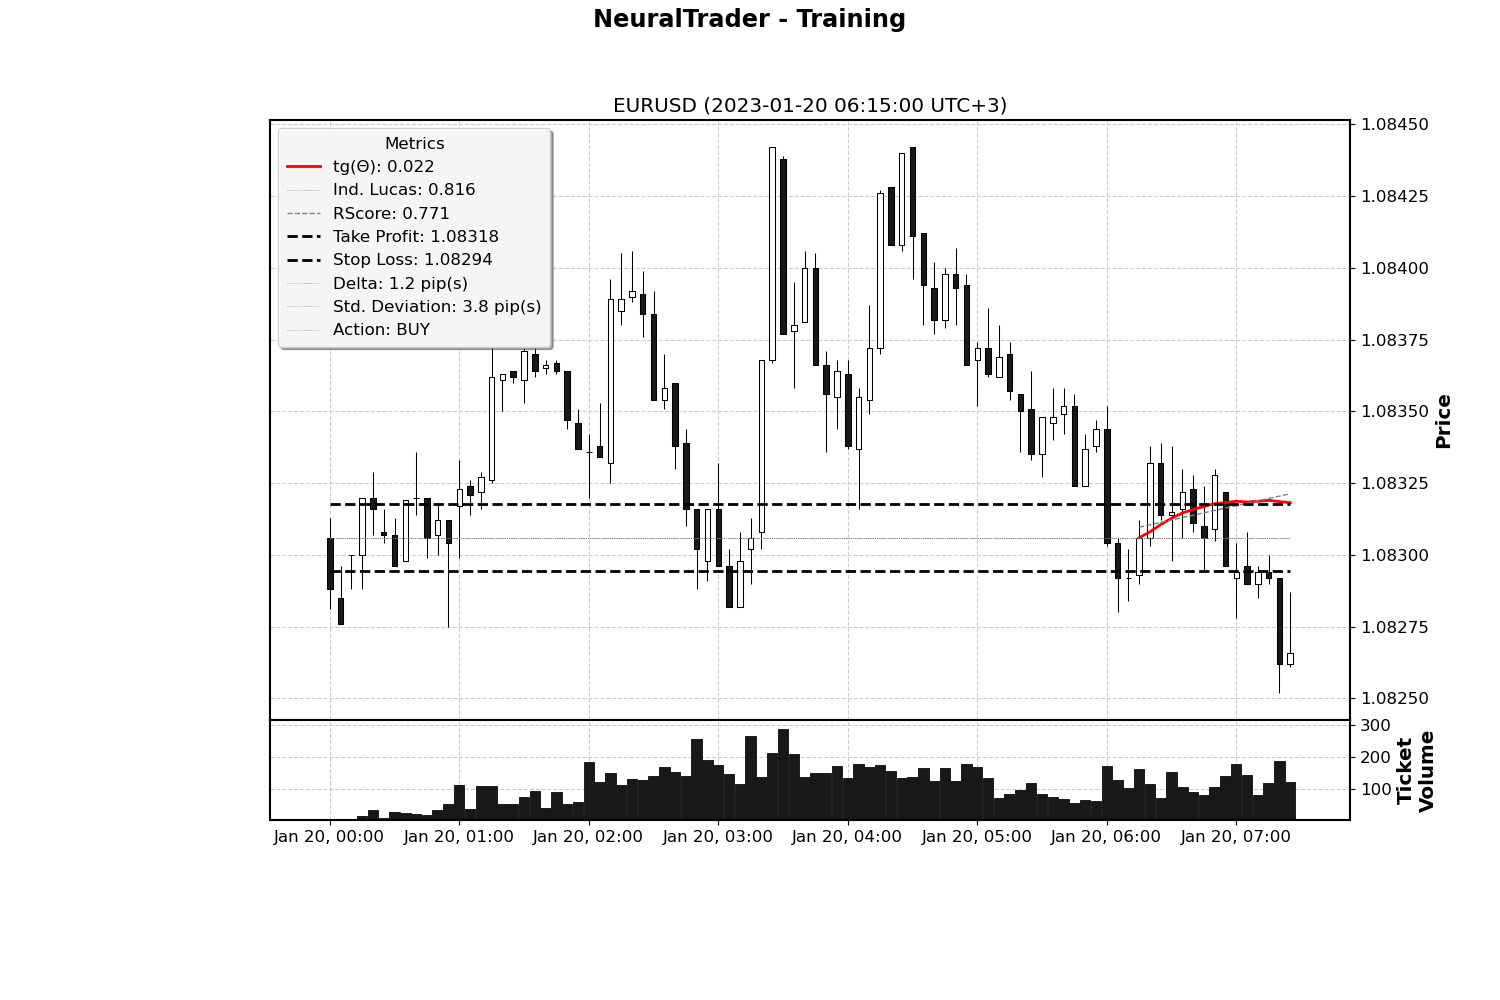 NeuralTrader - Training
EURUSD (2023-01-20 06:15:00 UTC+3)
Metrics
tg(Θ): 0.022
Ind. Lucas: 0.816
RScore: 0.771
Take Profit: 1.08318
Stop Loss: 1.08294
Delta: 1.2 pip(s)
Std. Deviation: 3.8 pip(s)
Action: BUY
1.08450
1.08425
1.08400
1.08375
1.08350
1.08325
1.08300
1.08275
1.08250
Price
300
200
100
Ticket
Volume
Jan 20, 00:00
Jan 20, 01:00
Jan 20, 02:00
Jan 20, 03:00
Jan 20, 04:00
Jan 20, 05:00
Jan 20, 06:00
Jan 20, 07:00